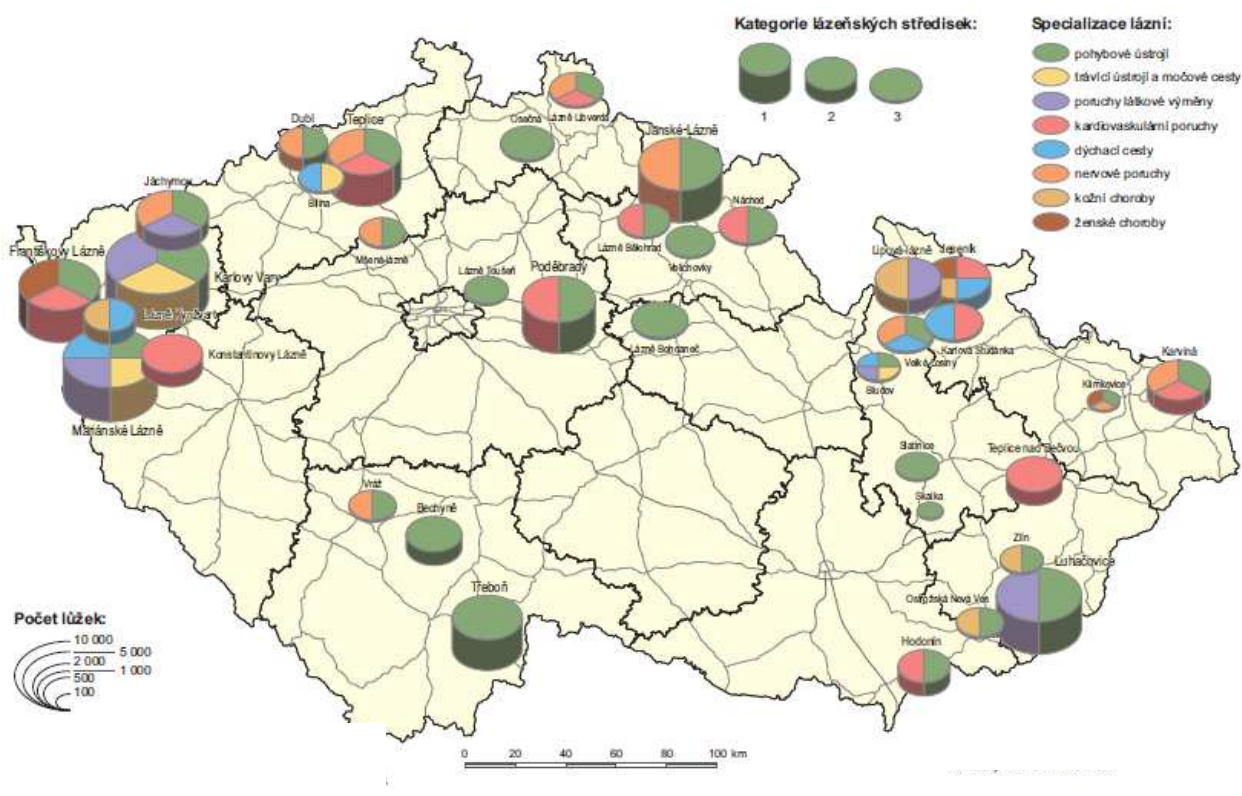 Kategorie lázeňských středisek:
1
2
3
Specializace lázní:
pohybové ústrojí
trávicí ústrojí a močové cesty
poruchy látkové výměny
kardiovaskulární poruchy
dýchací cesty
nervové poruchy
kožní choroby
ženské choroby
Lázně Libverda
Osečná
Dubí
Teplice
Janské-Lázně
Bílina
Jáchymov
Náchod
Lázně Bělohrad
Velichovky
Mšené-lázně
Františkovy Lázně
Karlovy Vary
Lázně Toušeň
Poděbrady
Lipová-lázně
Jeseník
Lázně Kynžvart
Konstantinovy Lázně
Lázně Bohdaneč
Karlova Studánka
Velké Losiny
Bludov
Karviná
Klimkovice
Mariánské Lázně
Slatinice
Teplice nad Bečvou
Skalka
Vráž
Bechyně
Zlín
Luhačovice
Třeboň
Ostrožská Nová Ves
Hodonín
Počet lůžek:
10 000
5 000
2 000
1 000
500
100
0 20 40 60 80 100 km